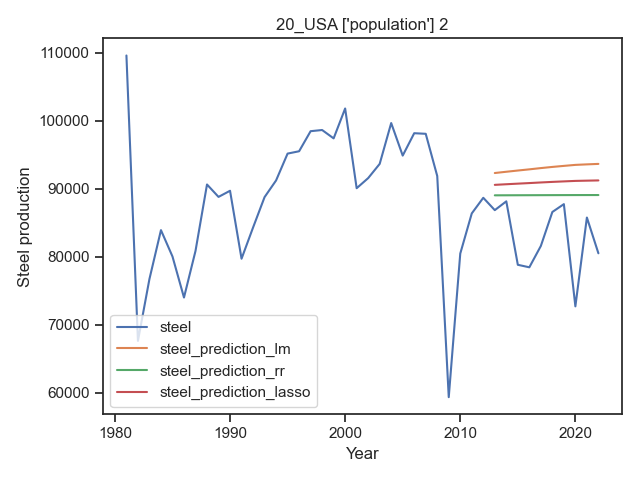 20_USA ['population'] 2
Steel production
110000
100000
90000
80000
70000
60000
steel
steel_prediction_lm
steel_prediction_rr
steel_prediction_lasso
1980
1990
2000
2010
2020
Year